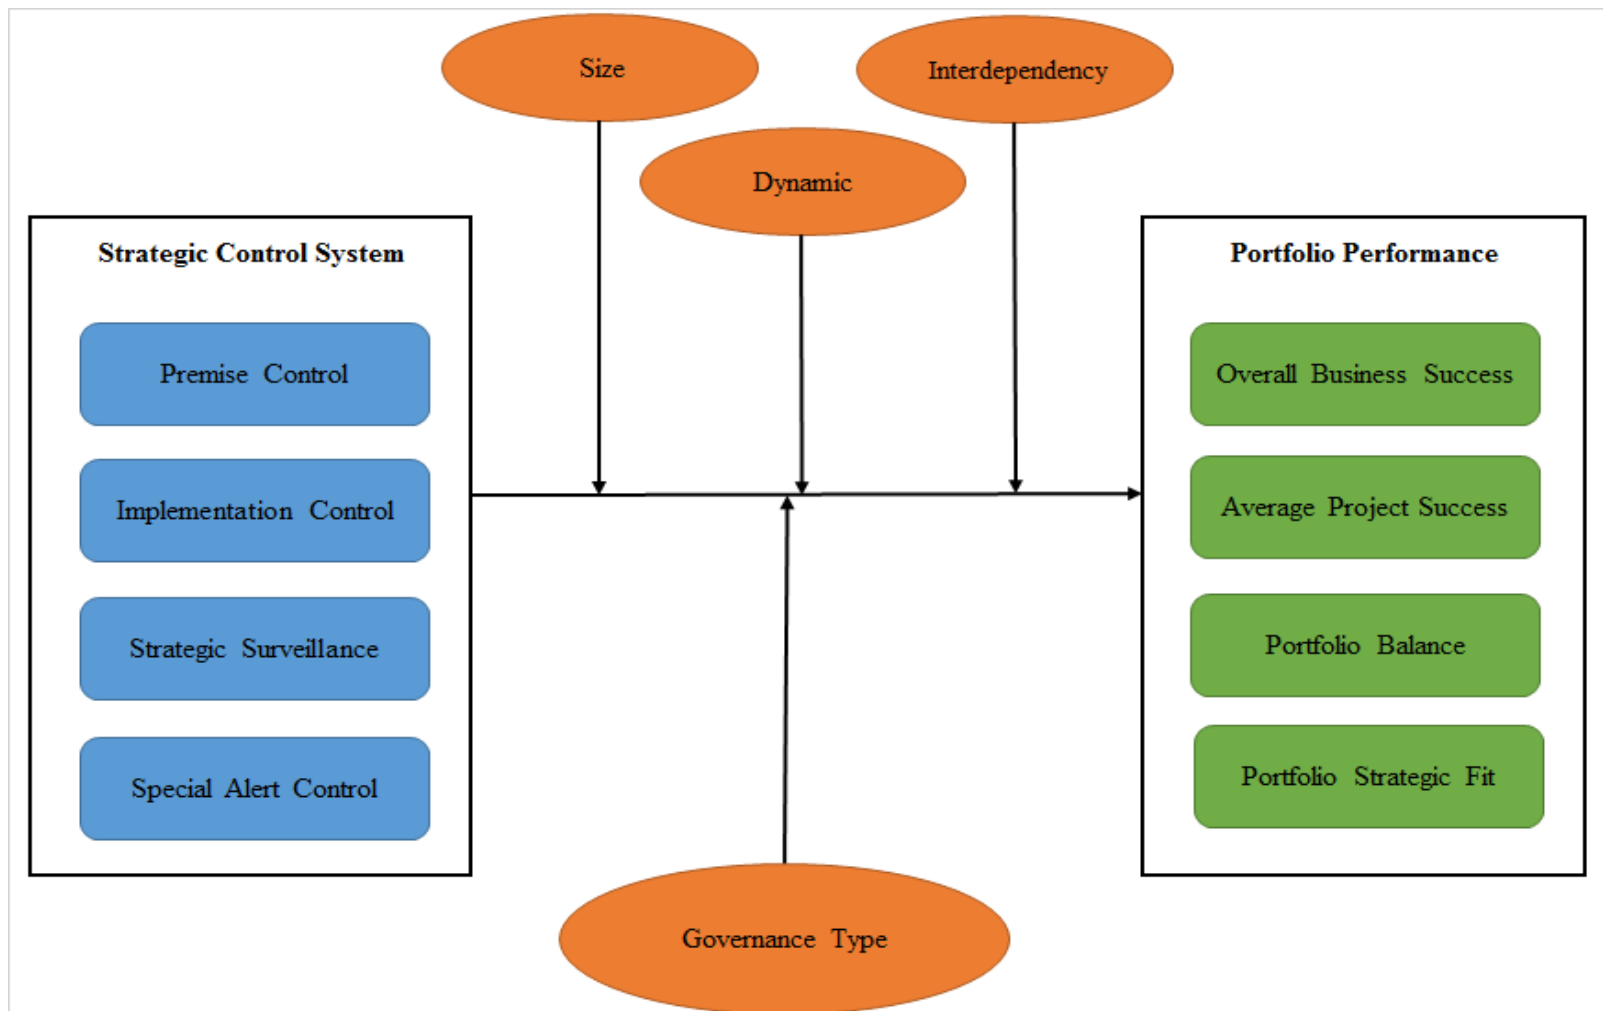 Size
Interdependency
Dynamic
Strategic Control System
Premise Control
Implementation Control
Strategic Surveillance
Special Alert Control
Portfolio Performance
Overall Business Success
Average Project Success
Portfolio Balance
Portfolio Strategic Fit
Governance Type